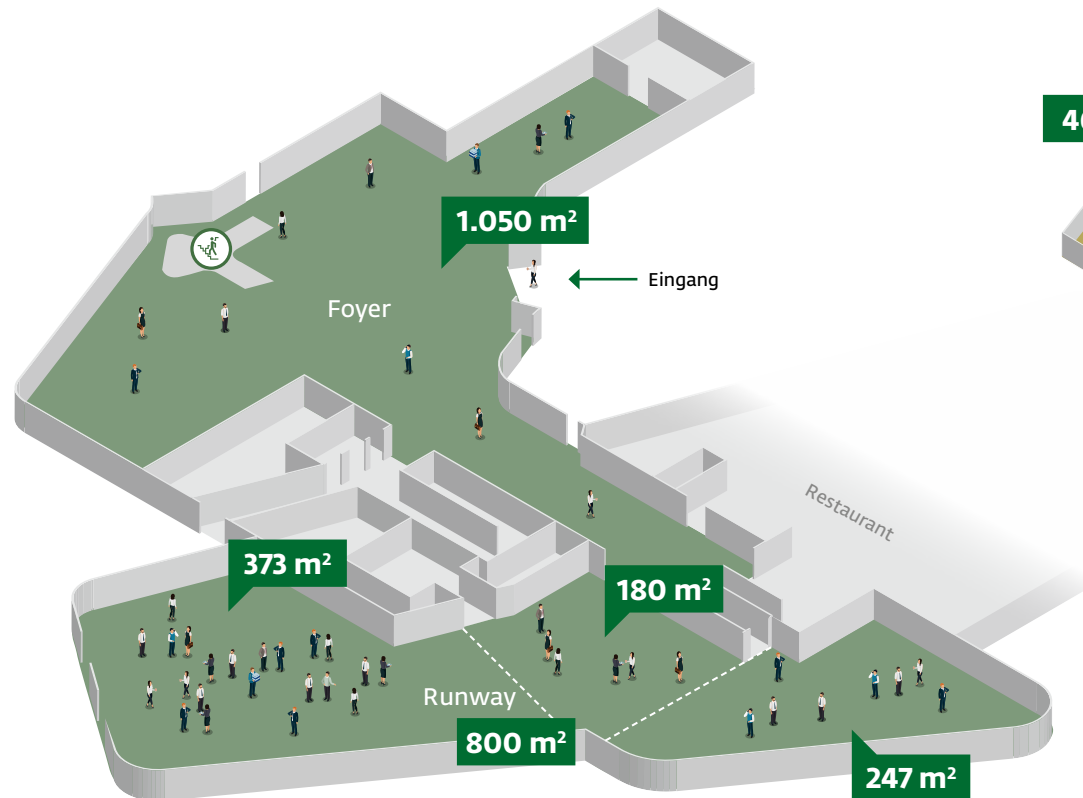 1.050 m²
Eingang
Foyer
Restaurant
373 m²
180 m²
Runway
800 m²
247 m²